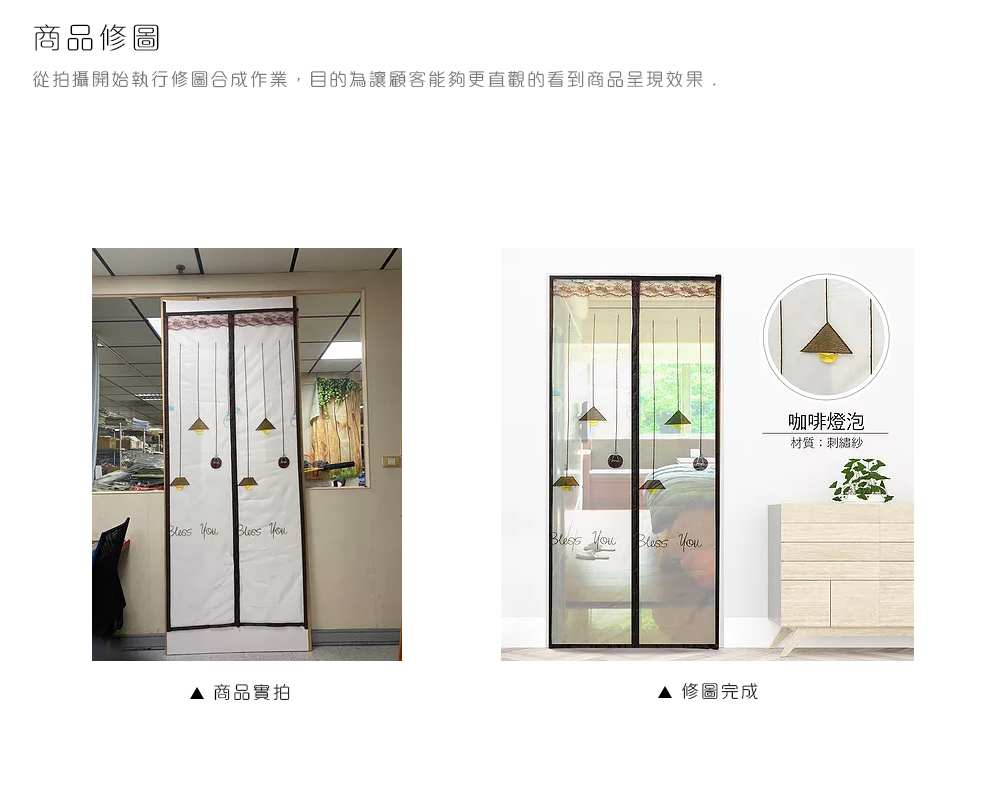 商品修圖
從拍攝開始執行修圖合成作業，目的為讓顧客能夠更直觀的看到商品呈現效果 .
Bless You Bless You
Bless You Bless You
咖啡燈泡
材質：刺繡紗
▲ 商品實拍
▲ 修圖完成